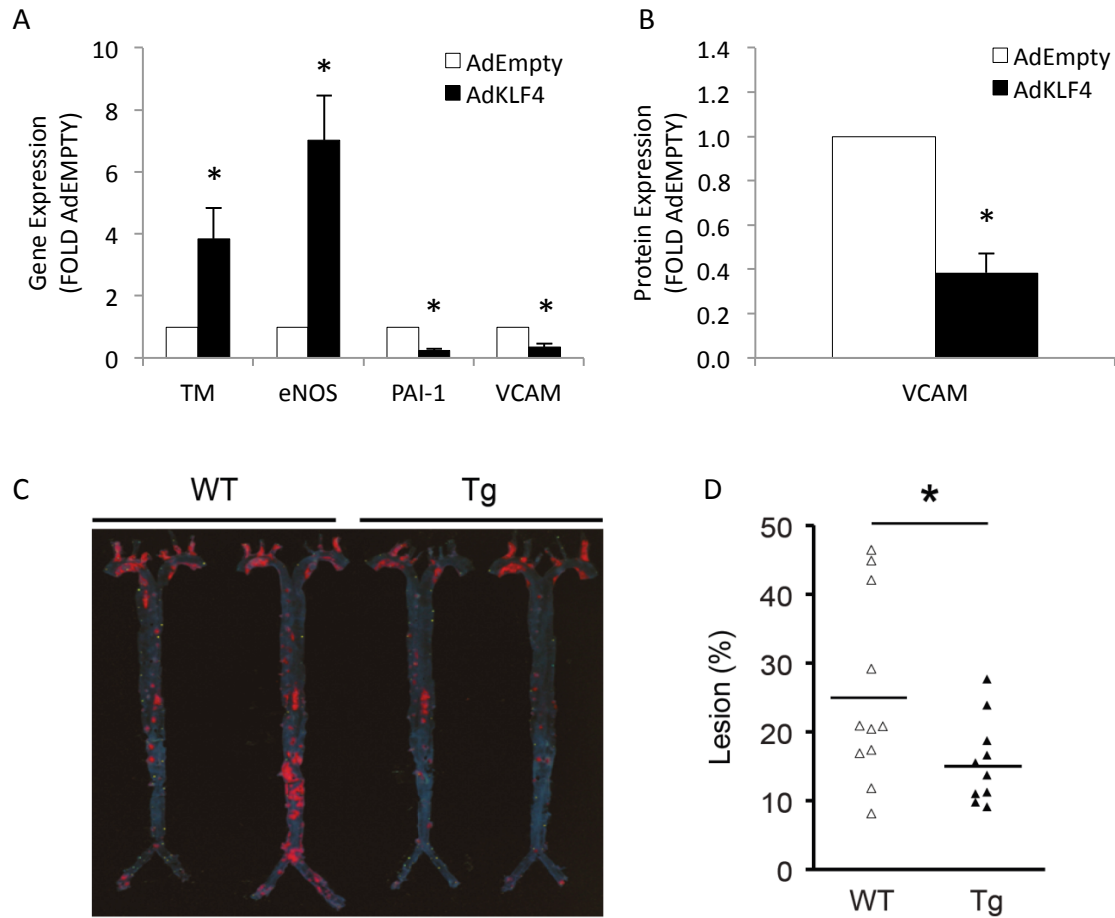 A
Gene Expression
(FOLD AdEMPTY)
10
8
6
4
2
0
*
*
*
*
AdEmpty
AdKLF4
TM eNOS PAI-1 VCAM
B
Protein Expression
(FOLD AdEMPTY)
1.4
1.2
1.0
0.8
0.6
0.4
0.2
0.0
AdEmpty
AdKLF4
*
VCAM
C
WT Tg
D
*
Lesion (%)
50
40
30
20
10
0
WT Tg